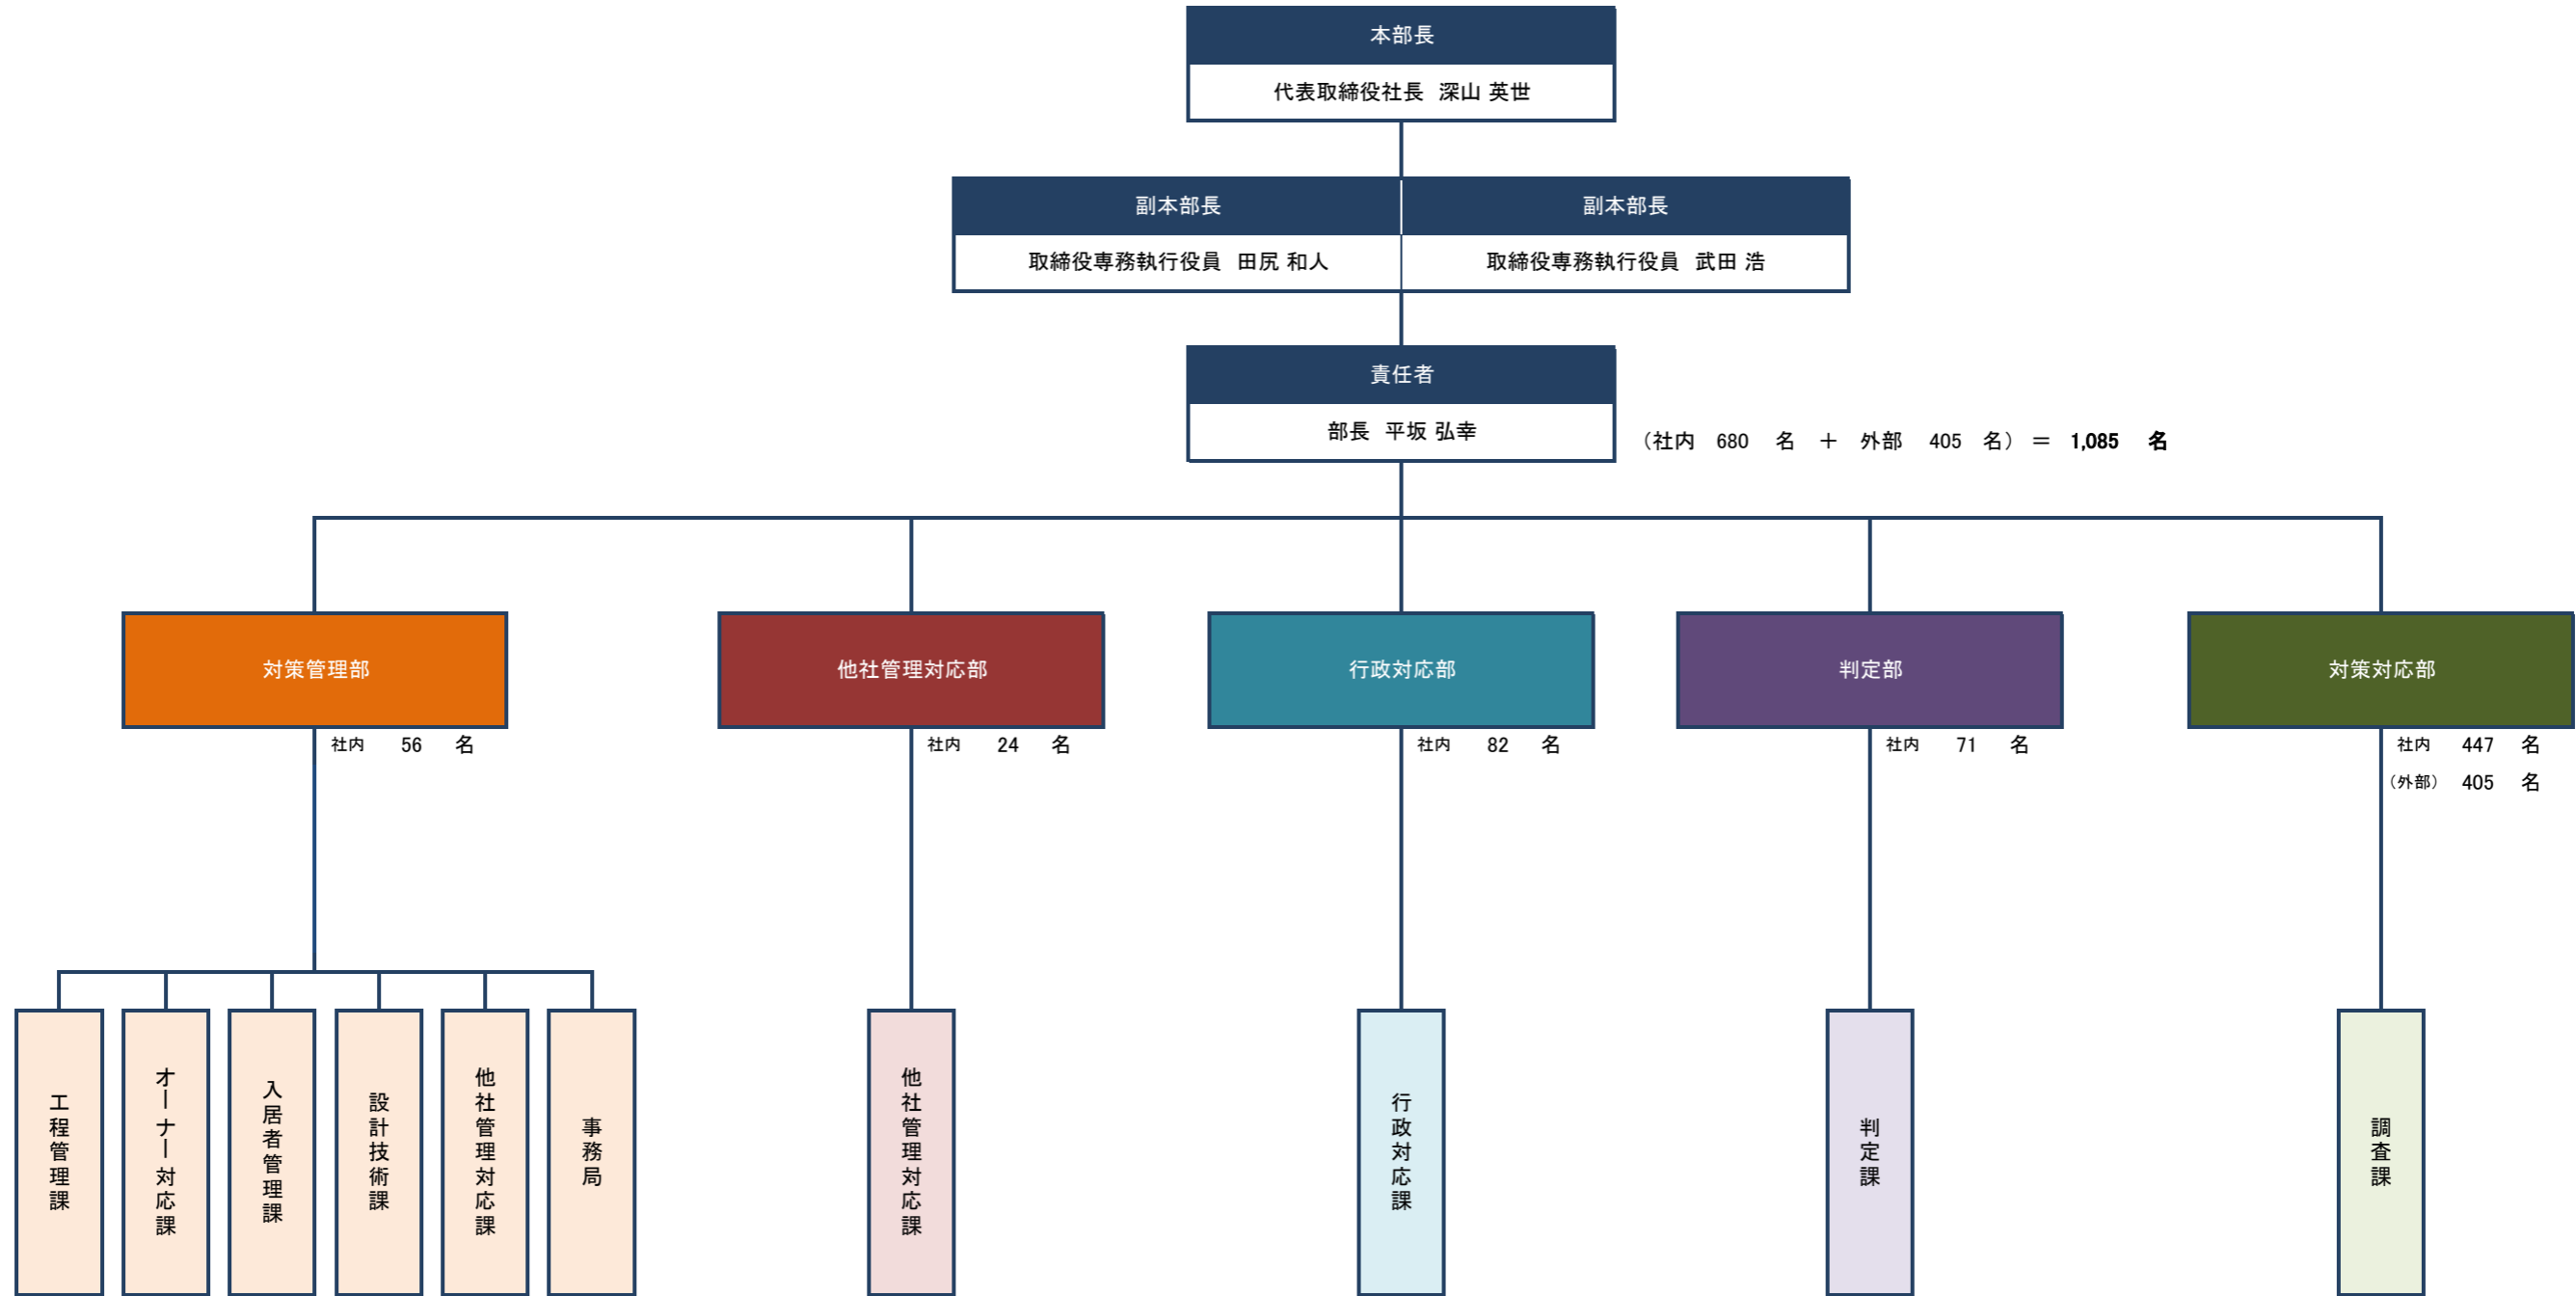 本部長
代表取締役社長 深山 英世
副本部長
副本部長
取締役専務執行役員 田尻 和人
取締役専務執行役員 武田 浩
責任者
部長 平坂 弘幸
（社内 680 名 ＋ 外部 405 名） ＝ 1,085 名
対策管理部
他社管理対応部
行政対応部
判定部
対策対応部
社内 56 名
社内 24 名
社内 82 名
社内 71 名
社内 447 名
（外部） 405 名
工程管理課
オーナー対応課
入居者管理課
設計技術課
他社管理対応課
事務局
他社管理対応課
行政対応課
判定課
調査課